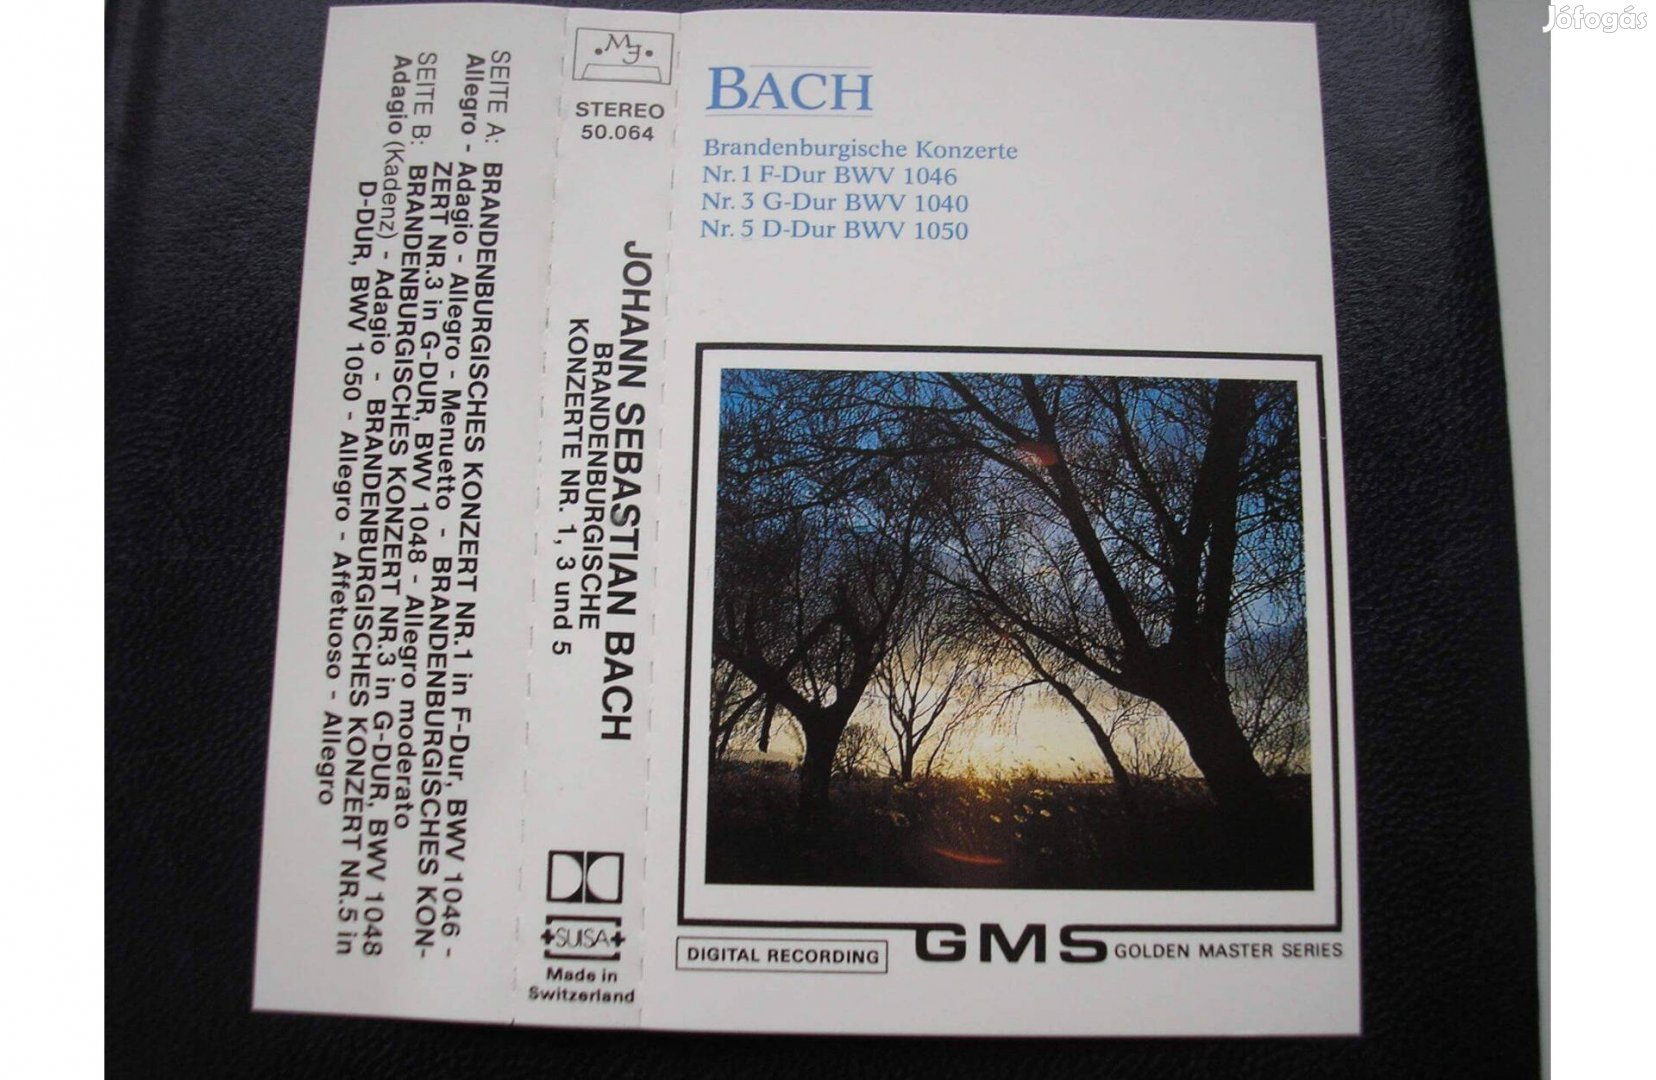 Jófogás
SEITE A: BRANDENBURGISCHES KONZERT NR.1 in F-Dur, BWV 1046 -
Allegro - Adagio - Allegro - Menuetto - BRANDENBURGISCHES KON-
ZERT NR.3 in G-DUR, BWV 1048 - Allegro moderato
SEITE B: BRANDENBURGISCHES KONZERT NR.3 in G-DUR, BWV 1048
Adagio (Kadenz) - Adagio - BRANDENBURGISCHES KONZERT NR.5 in
D-DUR, BWV 1050 - Allegro - Affetuoso - Allegro
MJ
STEREO
50.064
JOHANN SEBASTIAN BACH
BRANDENBURGISCHE
KONZERTE NR. 1, 3 und 5
SUISA
Made in
Switzerland
BACH
Brandenburgische Konzerte
Nr. 1 F-Dur BWV 1046
Nr. 3 G-Dur BWV 1040
Nr. 5 D-Dur BWV 1050
DIGITAL RECORDING
GMS GOLDEN MASTER SERIES